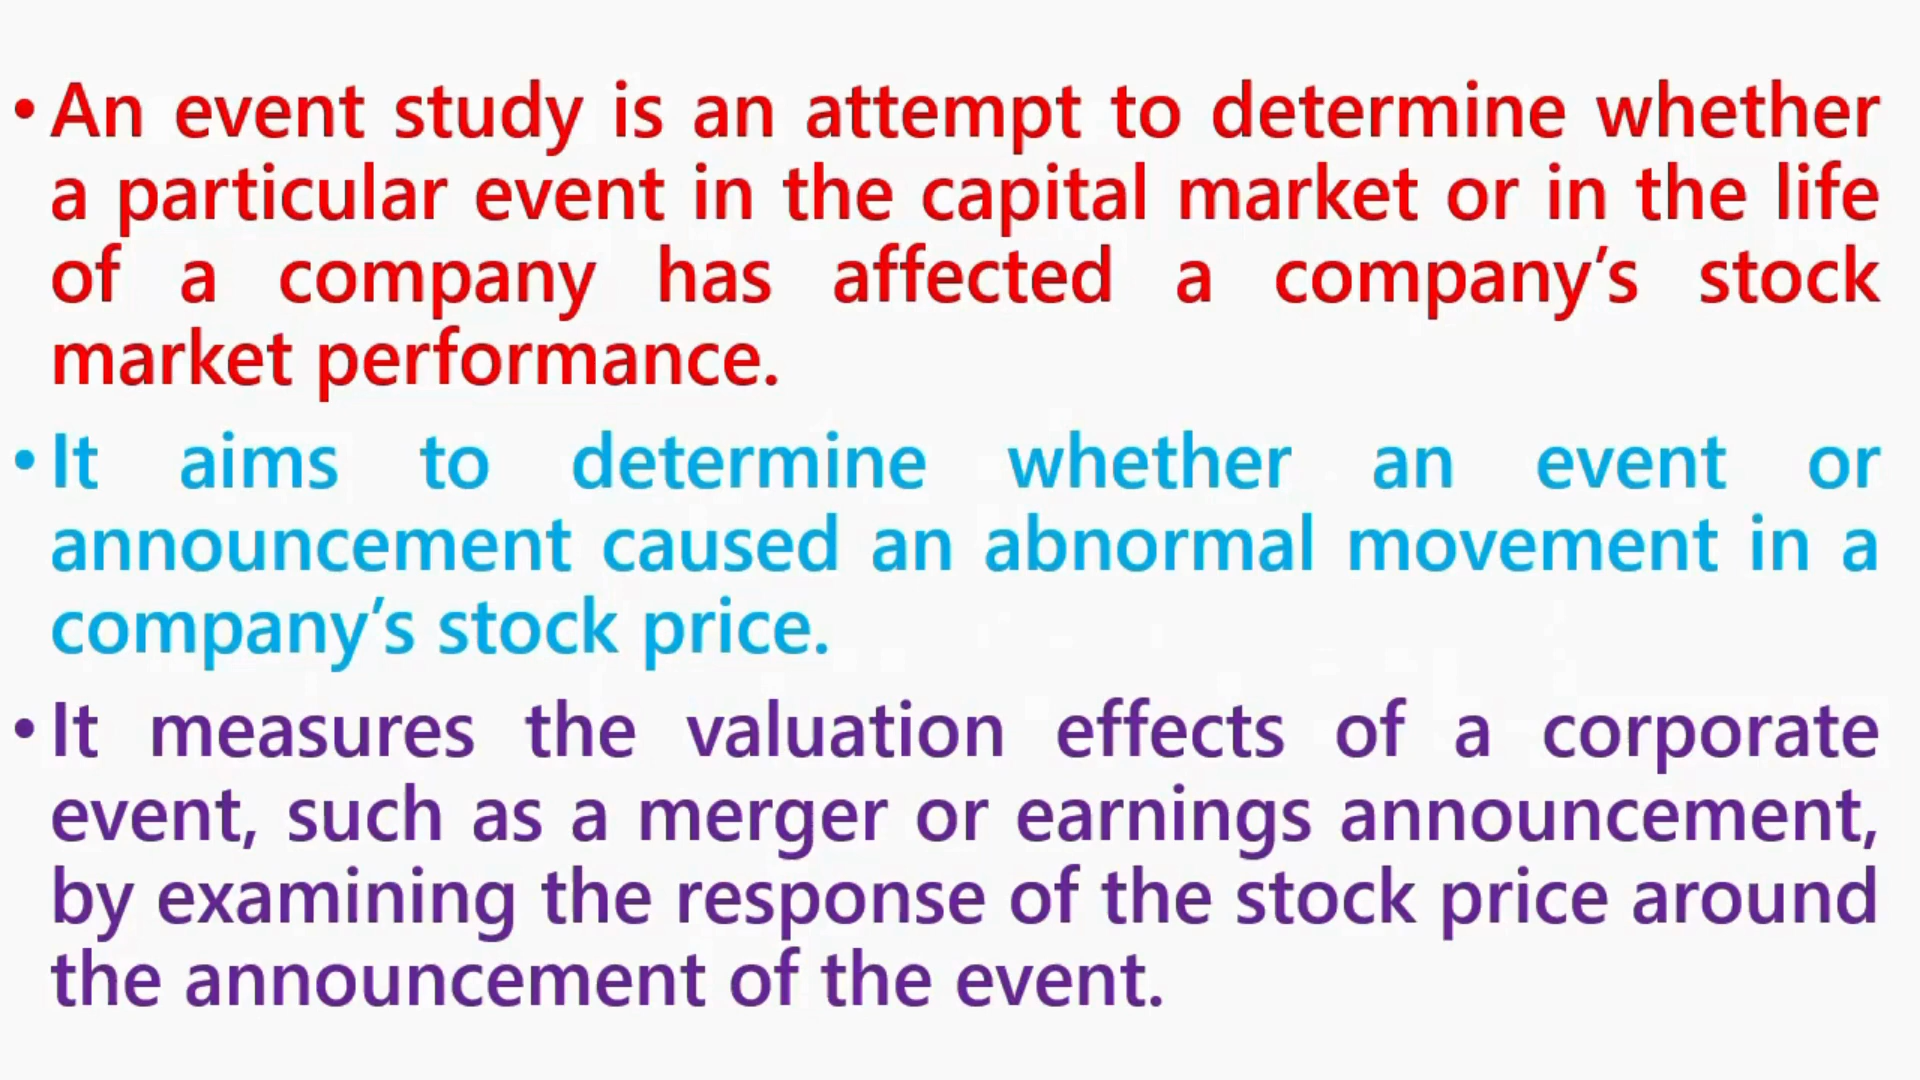 • An event study is an attempt to determine whether
a particular event in the capital market or in the life
of a company has affected a company’s stock
market performance.
• It aims to determine whether an event or
announcement caused an abnormal movement in a
company’s stock price.
• It measures the valuation effects of a corporate
event, such as a merger or earnings announcement,
by examining the response of the stock price around
the announcement of the event.